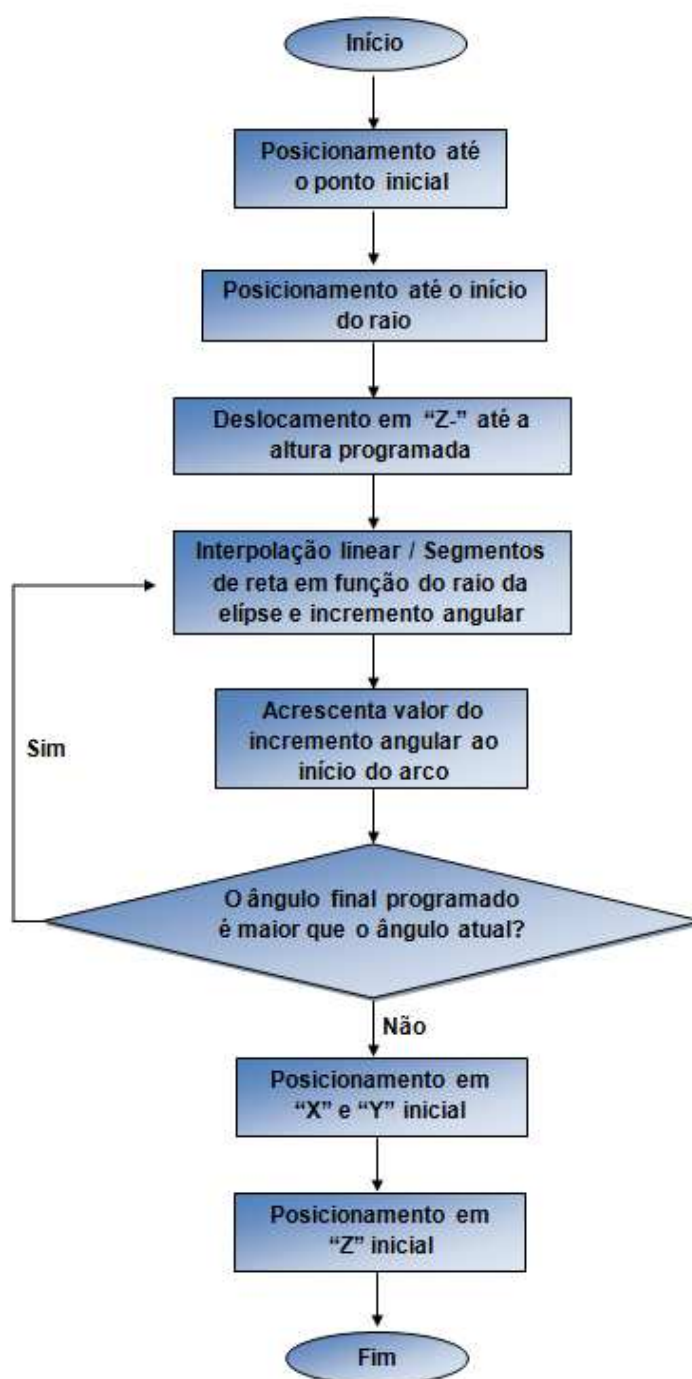 Início
Posicionamento até
o ponto inicial
Posicionamento até o início
do raio
Deslocamento em “Z-” até a
altura programada
Interpolação linear / Segmentos
de reta em função do raio da
elípse e incremento angular
Acrescenta valor do
incremento angular ao
início do arco
Sim
O ângulo final programado
é maior que o ângulo atual?
Não
Posicionamento em
“X” e “Y” inicial
Posicionamento em
“Z” inicial
Fim